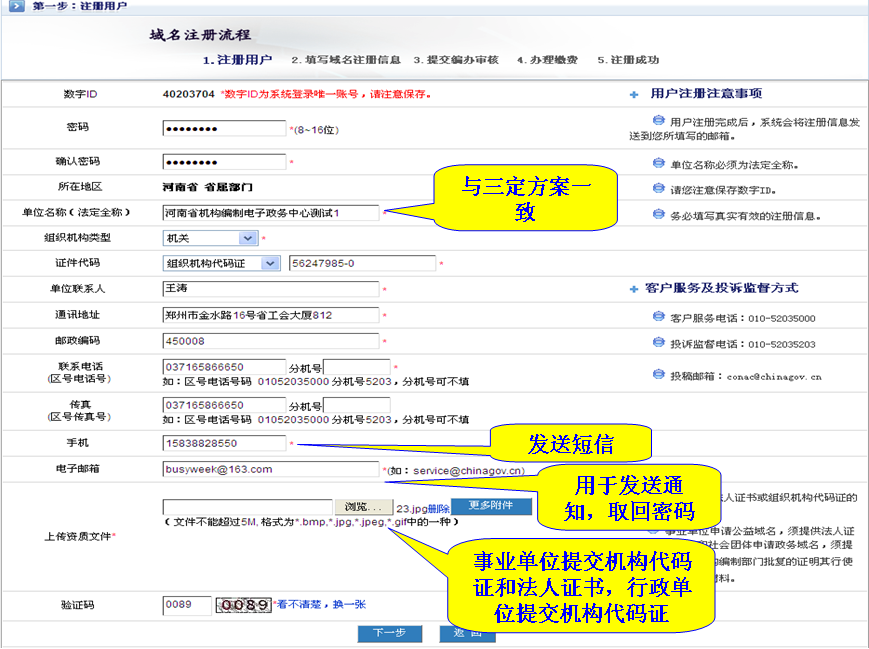 第一步：注册用户
域名注册流程
1.注册用户 2.填写域名注册信息 3.提交编办审核 4.办理缴费 5.注册成功
数字ID 40203704 *数字ID为系统登录唯一账号，请注意保存。
密码 ●●●●●●●● *(8~16位)
确认密码 ●●●●●●●● *
所在地区 河南省 省属部门
单位名称（法定全称） 河南省机构编制电子政务中心测试1 *
与三定方案一
致
组织机构类型 机关 *
证件代码 组织机构代码证 56247985-0 *
单位联系人 王涛 *
通讯地址 郑州市金水路16号省工会大厦812 *
邮政编码 450008 *
联系电话
(区号电话号) 037165866650 分机号 *
如：区号电话号码 01052035000 分机号5203，分机号可不填
传真
(区号传真号) 037165866650 分机号
如：区号电话号码 01052035000 分机号5203，分机号可不填
手机 15838828550 *
发送短信
电子邮箱 busyweek@163.com *(如：service@chinagov.cn)
用于发送通
知，取回密码
上传资质文件* 浏览... 23.jpg删除 更多附件
（文件不能超过5M,格式为*.bmp,*.jpg,*.jpeg,*.gif中的一种）
事业单位提交机构代码
证和法人证书，行政单
位提交机构代码证
验证码 0089 0089 *看不清楚，换一张
下一步 返 回
用户注册注意事项
用户注册完成后，系统会将注册信息发
送到您所填写的邮箱。
单位名称必须为法定全称。
请您注意保存数字ID。
务必填写真实有效的注册信息。
客户服务及投诉监督方式
客户服务电话：010-52035000
投诉监督电话：010-52035203
投稿邮箱：conac@chinagov.cn
人证书或组织机构代码证的
事业单位申请公益域名，须提供法人证
社会团体申请政务域名，须提
编制部门批复的证明其行使
料。